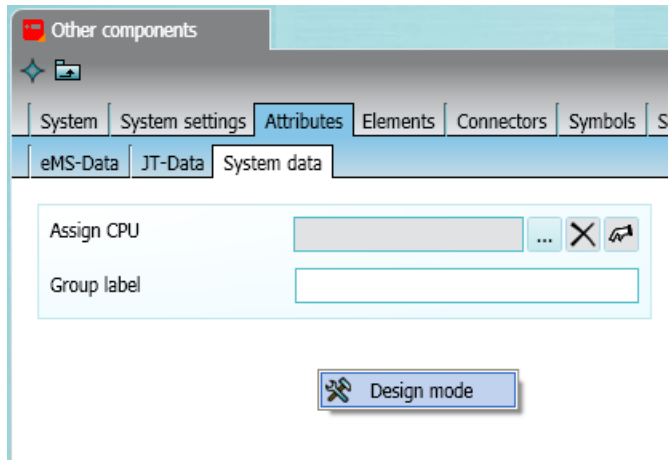 Other components
System System settings Attributes Elements Connectors Symbols S
eMS-Data JT-Data System data
Assign CPU ...
Group label
Design mode